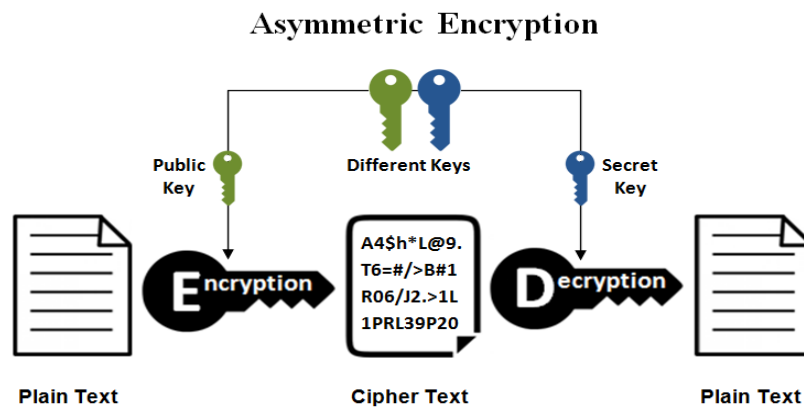 Asymmetric Encryption
Public
Key
Different Keys
Secret
Key
Encryption
A4$h*L@9.
T6=#/>B#1
R06/J2.>1L
1PRL39P20
Decryption
Plain Text
Cipher Text
Plain Text